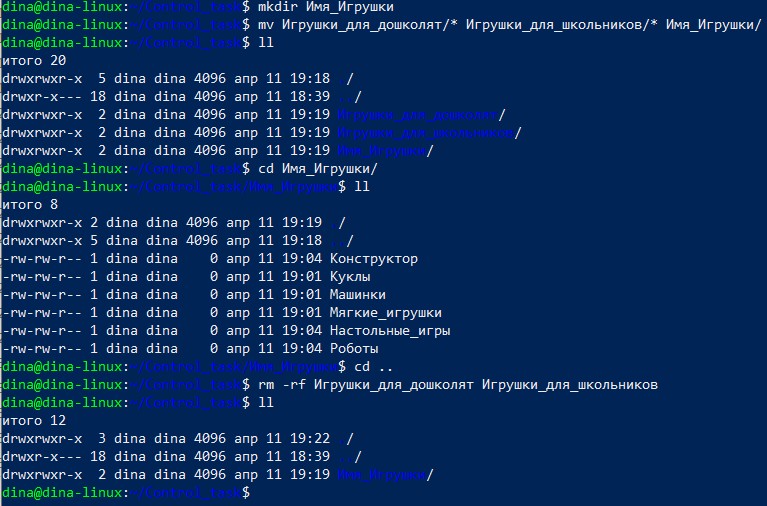 dina@dina-linux:~/Control_task$ mkdir Имя_Игрушки
dina@dina-linux:~/Control_task$ mv Игрушки_для_дошколят/* Игрушки_для_школьников/* Имя_Игрушки/
dina@dina-linux:~/Control_task$ ll
итого 20
drwxrwxr-x  5 dina dina 4096 апр 11 19:18 ./
drwxr-x--- 18 dina dina 4096 апр 11 18:39 ../
drwxrwxr-x  2 dina dina 4096 апр 11 19:19 Игрушки_для_дошколят/
drwxrwxr-x  2 dina dina 4096 апр 11 19:19 Игрушки_для_школьников/
drwxrwxr-x  2 dina dina 4096 апр 11 19:19 Имя_Игрушки/
dina@dina-linux:~/Control_task$ cd Имя_Игрушки/
dina@dina-linux:~/Control_task/Имя_Игрушки$ ll
итого 8
drwxrwxr-x 2 dina dina 4096 апр 11 19:19 ./
drwxrwxr-x 5 dina dina 4096 апр 11 19:18 ../
-rw-rw-r-- 1 dina dina    0 апр 11 19:04 Конструктор
-rw-rw-r-- 1 dina dina    0 апр 11 19:01 Куклы
-rw-rw-r-- 1 dina dina    0 апр 11 19:01 Машинки
-rw-rw-r-- 1 dina dina    0 апр 11 19:01 Мягкие_игрушки
-rw-rw-r-- 1 dina dina    0 апр 11 19:04 Настольные_игры
-rw-rw-r-- 1 dina dina    0 апр 11 19:04 Роботы
dina@dina-linux:~/Control_task/Имя_Игрушки$ cd ..
dina@dina-linux:~/Control_task$ rm -rf Игрушки_для_дошколят Игрушки_для_школьников
dina@dina-linux:~/Control_task$ ll
итого 12
drwxrwxr-x  3 dina dina 4096 апр 11 19:22 ./
drwxr-x--- 18 dina dina 4096 апр 11 18:39 ../
drwxrwxr-x  2 dina dina 4096 апр 11 19:19 Имя_Игрушки/
dina@dina-linux:~/Control_task$